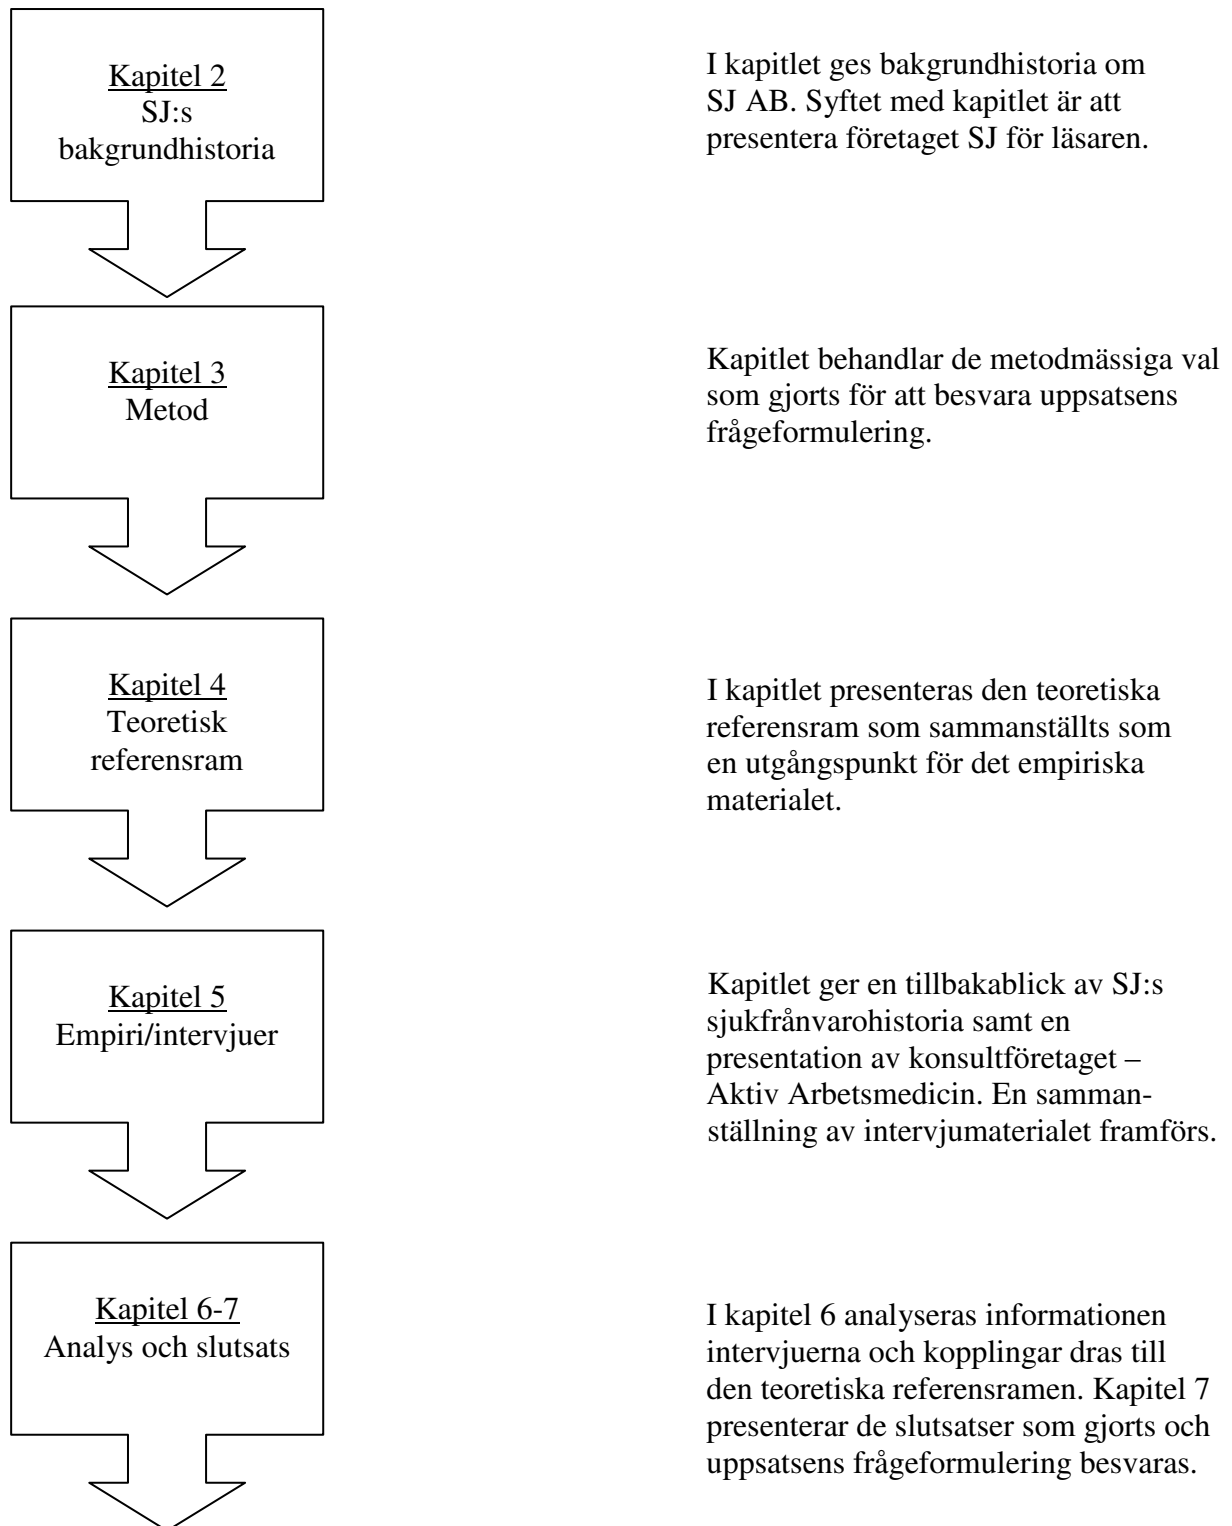 Kapitel 2
SJ:s
bakgrundhistoria
I kapitlet ges bakgrundhistoria om
SJ AB. Syftet med kapitlet är att
presentera företaget SJ för läsaren.
Kapitel 3
Metod
Kapitlet behandlar de metodmässiga val
som gjorts för att besvara uppsatsens
frågeformulering.
Kapitel 4
Teoretisk
referensram
I kapitlet presenteras den teoretiska
referensram som sammanställts som
en utgångspunkt för det empiriska
materialet.
Kapitel 5
Empiri/intervjuer
Kapitlet ger en tillbakablick av SJ:s
sjukfrånvarohistoria samt en
presentation av konsultföretaget –
Aktiv Arbetsmedicin. En samman-
ställning av intervjumaterialet framförs.
Kapitel 6-7
Analys och slutsats
I kapitel 6 analyseras informationen
intervjuerna och kopplingar dras till
den teoretiska referensramen. Kapitel 7
presenterar de slutsatser som gjorts och
uppsatsens frågeformulering besvaras.